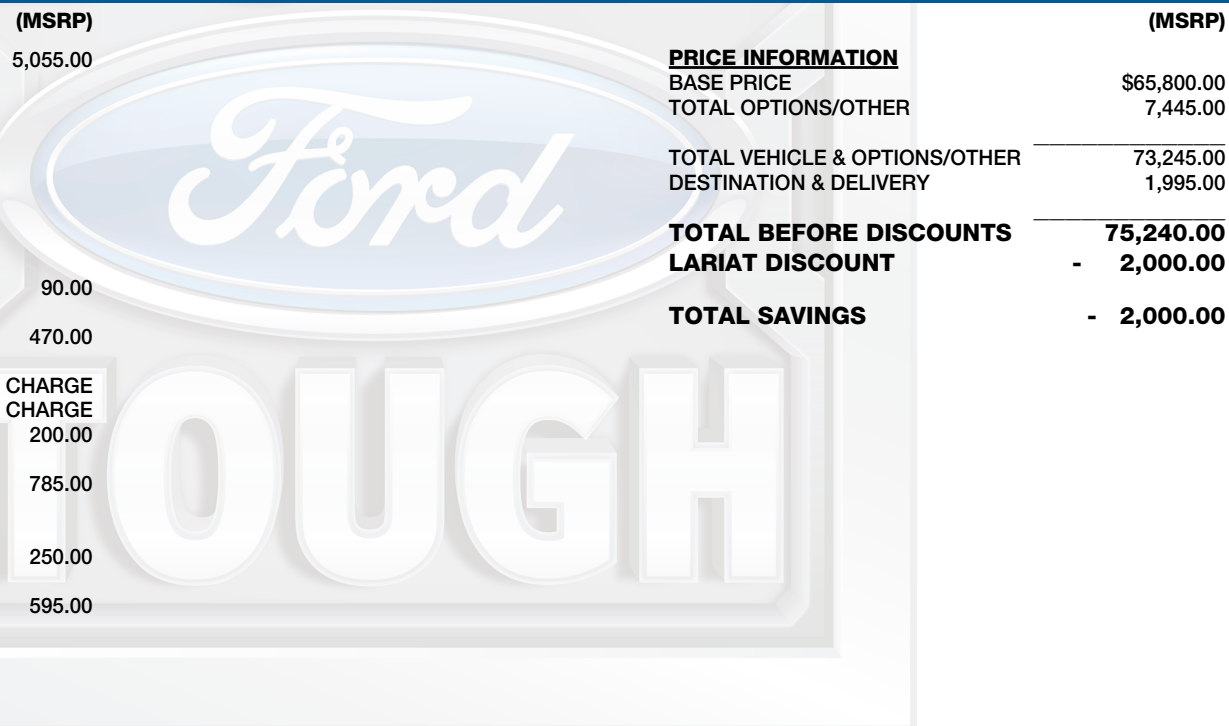 (MSRP)
5,055.00
90.00
470.00
CHARGE
CHARGE
200.00
785.00
250.00
595.00
Ford
TOUGH
(MSRP)
PRICE INFORMATION
BASE PRICE $65,800.00
TOTAL OPTIONS/OTHER 7,445.00
TOTAL VEHICLE & OPTIONS/OTHER 73,245.00
DESTINATION & DELIVERY 1,995.00
TOTAL BEFORE DISCOUNTS 75,240.00
LARIAT DISCOUNT - 2,000.00
TOTAL SAVINGS - 2,000.00